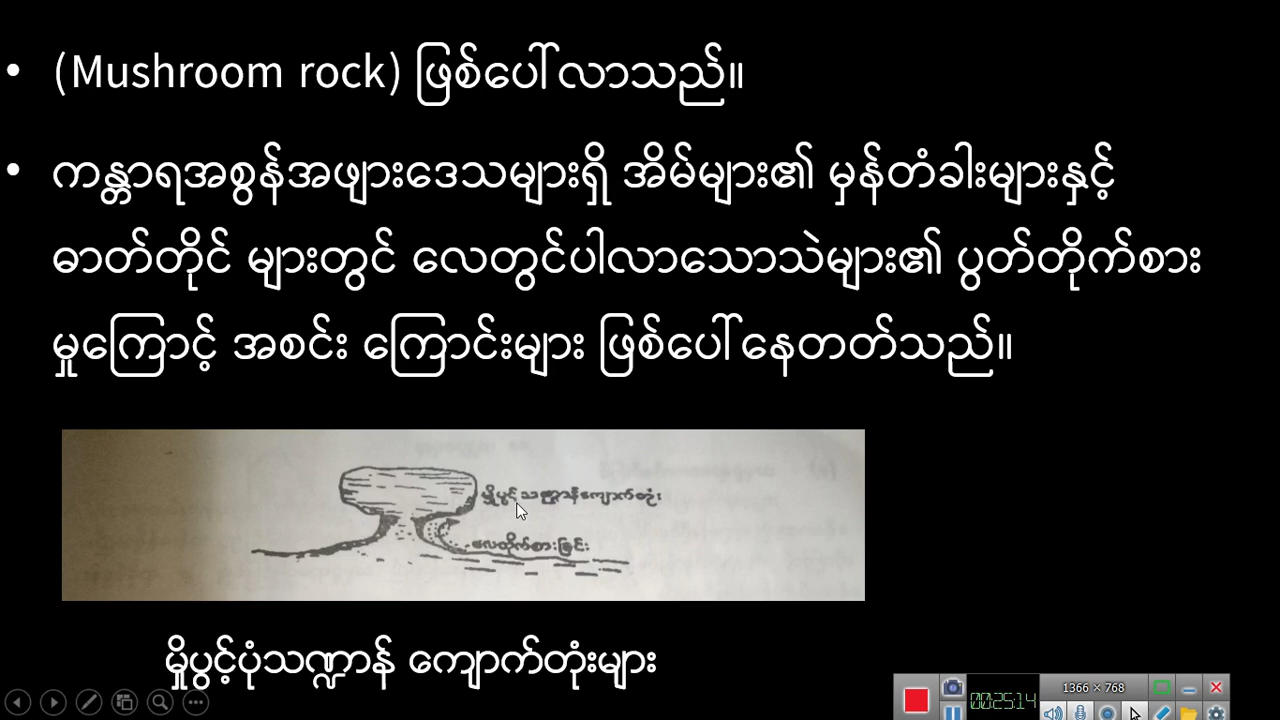 • (Mushroom rock) ဖြစ်ပေါ်လာသည်။
• ကန္တာရအစွန်အဖျားဒေသများရှိ အိမ်များ၏ မှန်တံခါးများနှင့်
ဓာတ်တိုင် များတွင် လေတွင်ပါလာသောသဲများ၏ ပွတ်တိုက်စား
မှုကြောင့် အစင်း ကြောင်းများ ဖြစ်ပေါ်နေတတ်သည်။
မှိုပွင့်သဏ္ဍာန်ကျောက်တုံး
လေတိုက်စားခြင်း
မှိုပွင့်ပုံသဏ္ဍာန် ကျောက်တုံးများ
1366 × 768
00:25:14